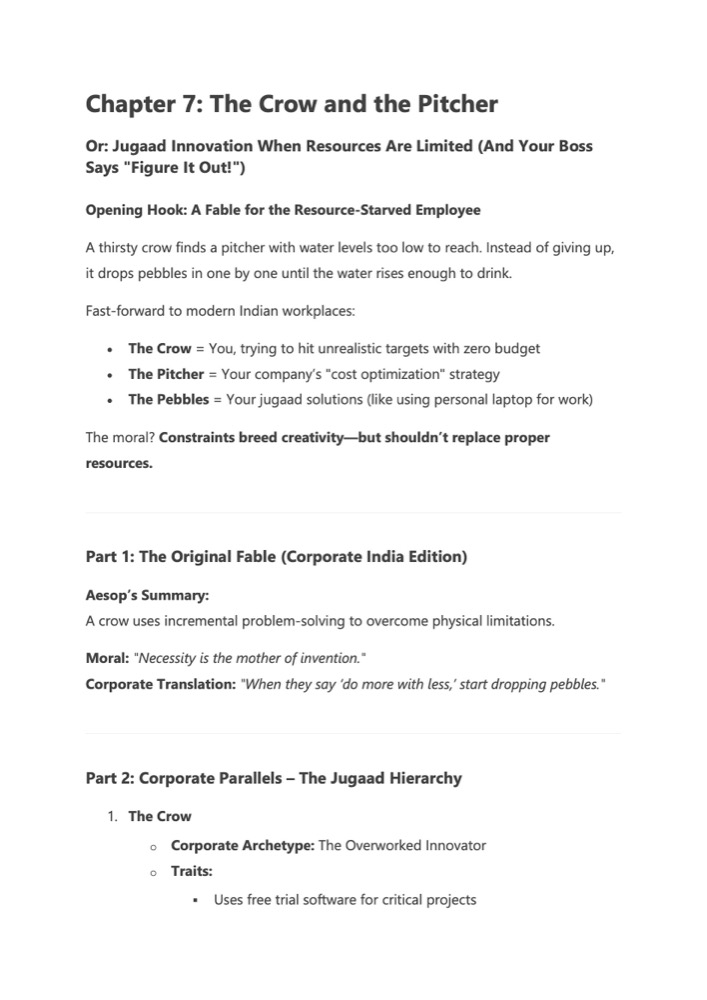 Chapter 7: The Crow and the Pitcher
Or: Jugaad Innovation When Resources Are Limited (And Your Boss
Says "Figure It Out!")
Opening Hook: A Fable for the Resource-Starved Employee
A thirsty crow finds a pitcher with water levels too low to reach. Instead of giving up,
it drops pebbles in one by one until the water rises enough to drink.
Fast-forward to modern Indian workplaces:
• The Crow = You, trying to hit unrealistic targets with zero budget
• The Pitcher = Your company’s "cost optimization" strategy
• The Pebbles = Your jugaad solutions (like using personal laptop for work)
The moral? Constraints breed creativity—but shouldn’t replace proper
resources.
Part 1: The Original Fable (Corporate India Edition)
Aesop’s Summary:
A crow uses incremental problem-solving to overcome physical limitations.
Moral: "Necessity is the mother of invention."
Corporate Translation: "When they say ‘do more with less,’ start dropping pebbles."
Part 2: Corporate Parallels – The Jugaad Hierarchy
1. The Crow
o Corporate Archetype: The Overworked Innovator
o Traits:
▪ Uses free trial software for critical projects